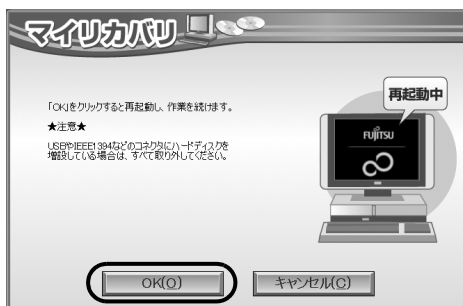 マイリカバリ
「OK」をクリックすると再起動し、作業を続けます。
★注意★
USBやIEEE1394などのコネクタにハードディスクを
増設している場合は、すべて取り外してください。
再起動中
FUJITSU
OK(O)
キャンセル(C)